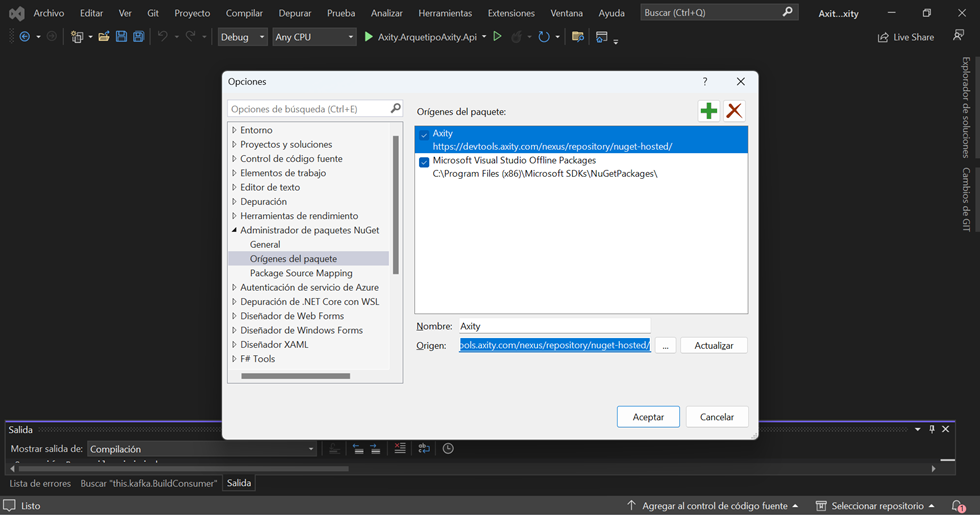 Archivo Editar Ver Git Proyecto Compilar Depurar Prueba Analizar Herramientas Extensiones Ventana Ayuda Buscar (Ctrl+Q) Axit...xity
Debug Any CPU Axity.ArquetipoAxity.Api Live Share
Explorador de soluciones
Cambios de GIT
Opciones ?
Opciones de búsqueda (Ctrl+E)
Entorno
Proyectos y soluciones
Control de código fuente
Elementos de trabajo
Editor de texto
Depuración
Herramientas de rendimiento
Administrador de paquetes NuGet
General
Orígenes del paquete
Package Source Mapping
Autenticación de servicio de Azure
Depuración de .NET Core con WSL
Diseñador de Web Forms
Diseñador de Windows Forms
Diseñador XAML
F# Tools
Orígenes del paquete:
Axity
https://devtools.axity.com/nexus/repository/nuget-hosted/
Microsoft Visual Studio Offline Packages
C:\Program Files (x86)\Microsoft SDKs\NuGetPackages\
Nombre: Axity
Origen: ools.axity.com/nexus/repository/nuget-hosted/ ... Actualizar
Aceptar Cancelar
Salida
Mostrar salida de: Compilación
Lista de errores Buscar "this.kafka.BuildConsumer" Salida
Listo Agregar al control de código fuente Seleccionar repositorio 1